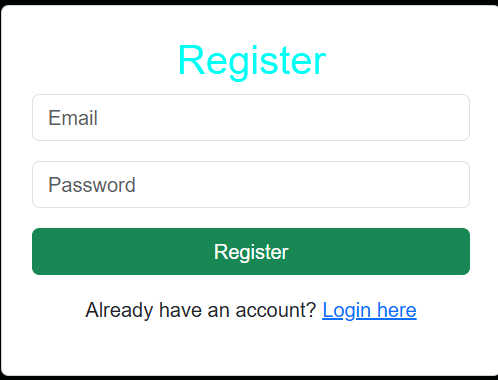 Register
Email
Password
Register
Already have an account? Login here